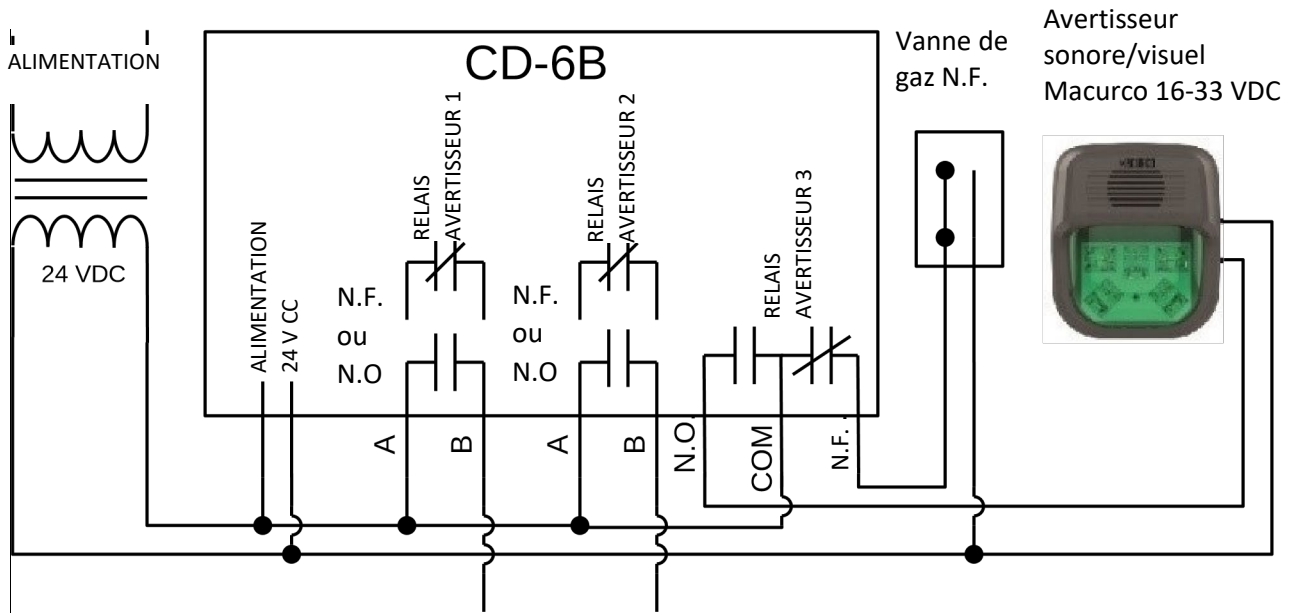 ALIMENTATION
24 VDC
CD-6B
ALIMENTATION
24 V CC
RELAIS
AVERTISSEUR 1
N.F.
ou
N.O
RELAIS
AVERTISSEUR 2
N.F.
ou
N.O
RELAIS
AVERTISSEUR 3
A
B
A
B
N.O.
COM
N.F. .
Vanne de
gaz N.F.
Avertisseur
sonore/visuel
Macurco 16-33 VDC